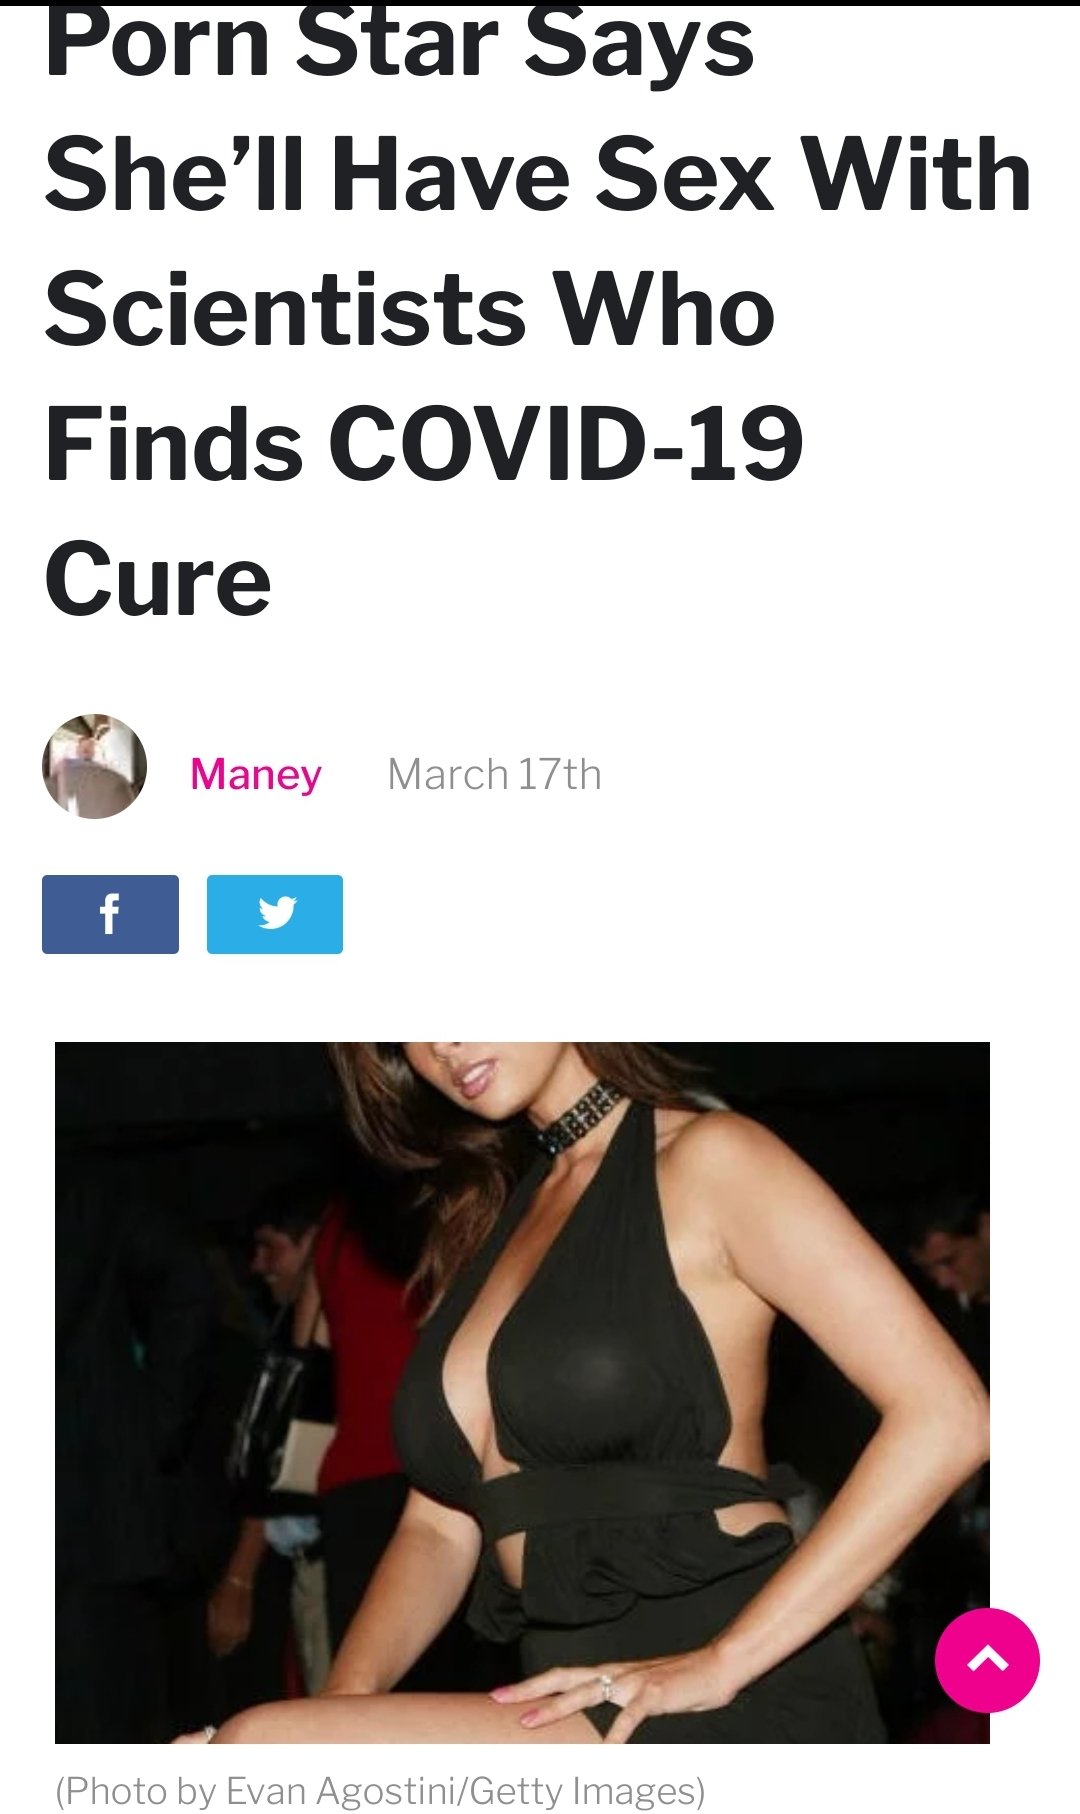 Porn Star Says
She’ll Have Sex With
Scientists Who
Finds COVID-19
Cure
Maney March 17th
f
(Photo by Evan Agostini/Getty Images)